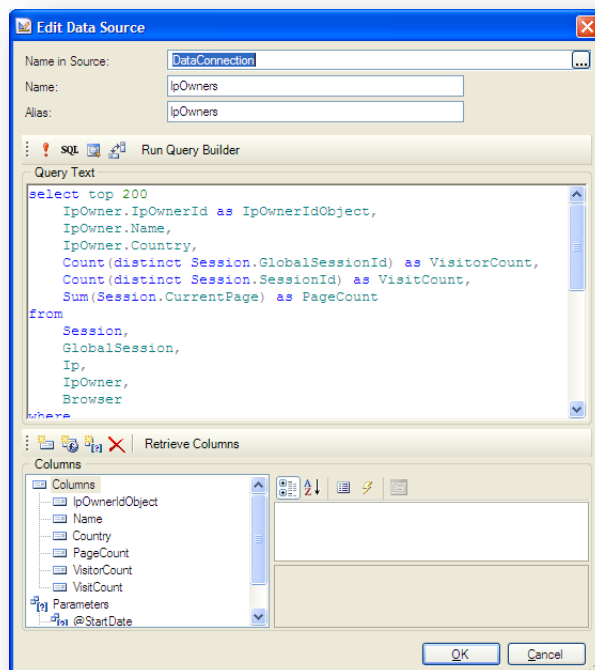 Edit Data Source
Name in Source:
DataConnection
...
Name:
IpOwners
Alias:
IpOwners
SQL
Run Query Builder
Query Text
select top 200
IpOwner.IpOwnerId as IpOwnerIdObject,
IpOwner.Name,
IpOwner.Country,
Count(distinct Session.GlobalSessionId) as VisitorCount,
Count(distinct Session.SessionId) as VisitCount,
Sum(Session.CurrentPage) as PageCount
from
Session,
GlobalSession,
Ip,
IpOwner,
Browser
where
Retrieve Columns
Columns
Columns
IpOwnerIdObject
Name
Country
PageCount
VisitorCount
VisitCount
Parameters
@StartDate
OK
Cancel